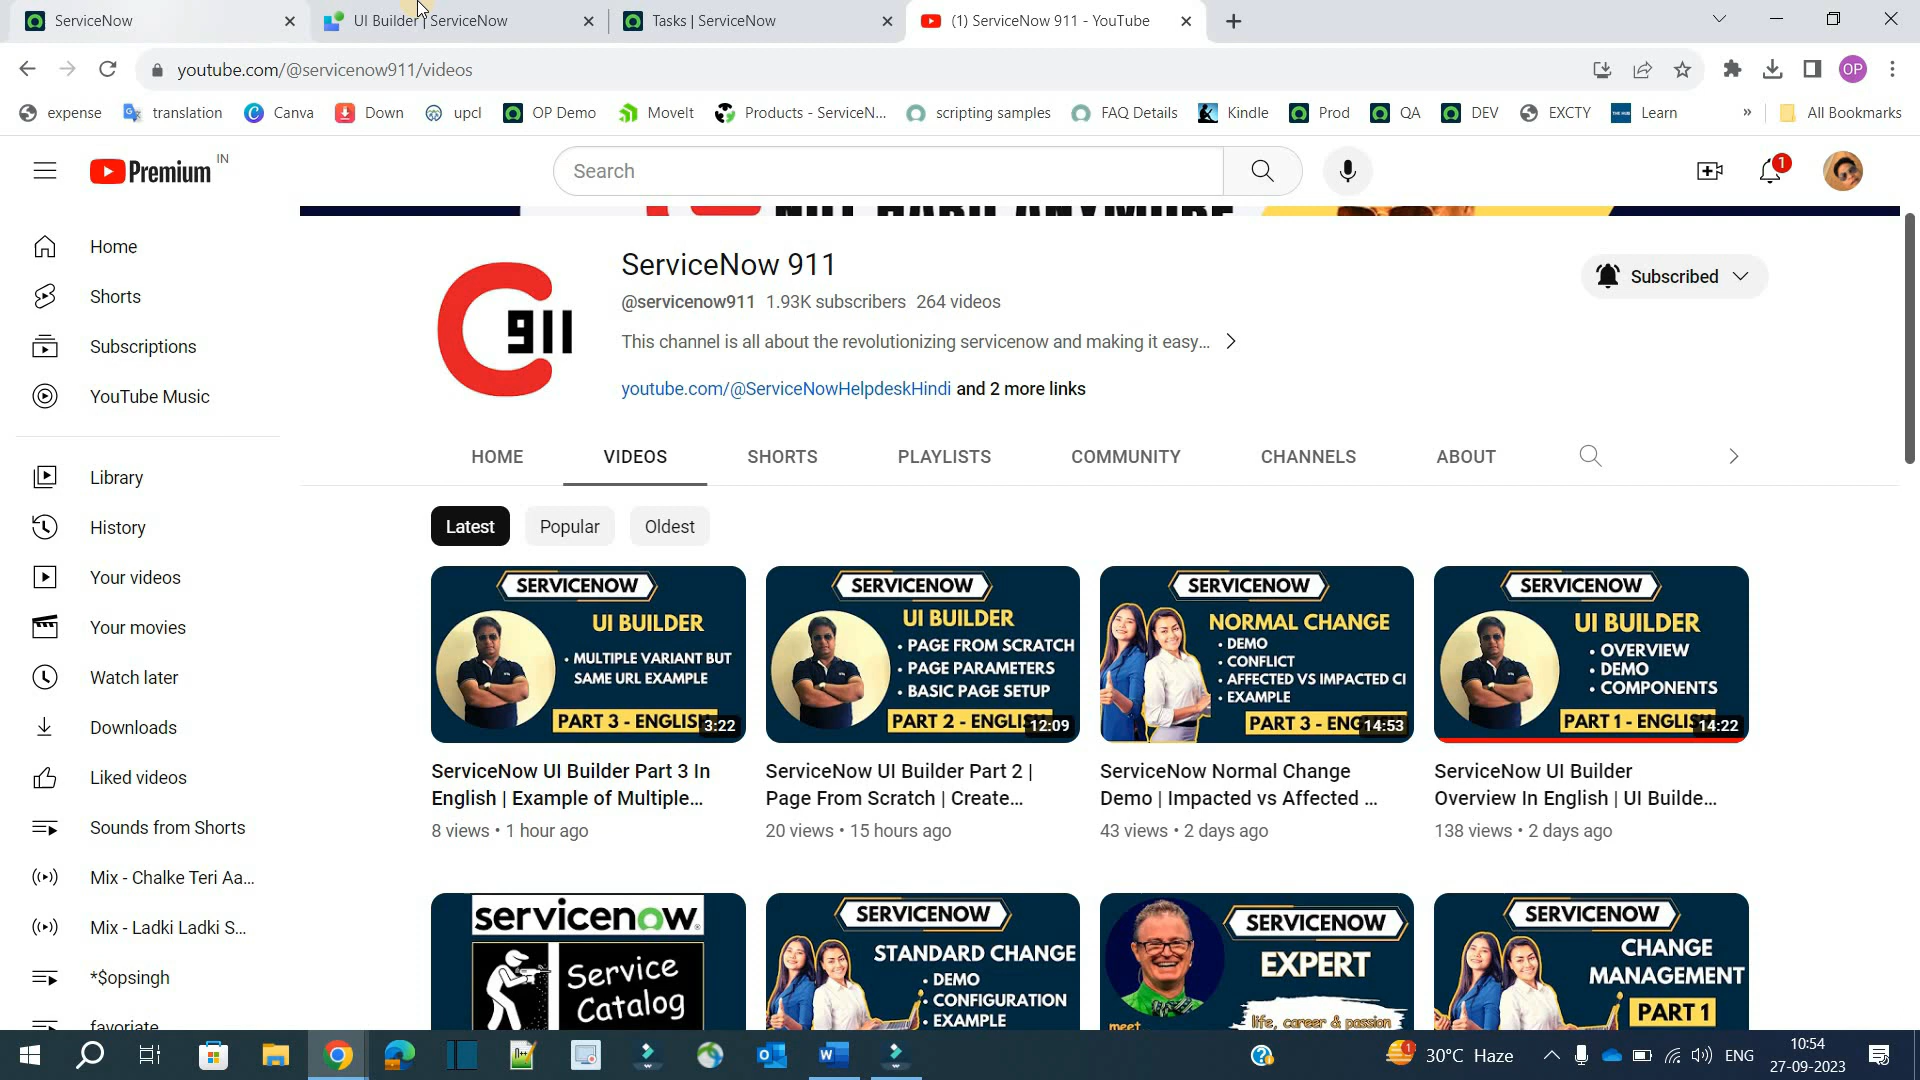 ServiceNow
UI Builder | ServiceNow
Tasks | ServiceNow
(1) ServiceNow 911 - YouTube
youtube.com/@servicenow911/videos
OP
expense
translation
Canva
Down
upcl
OP Demo
MoveIt
Products - ServiceN...
scripting samples
FAQ Details
Kindle
Prod
QA
DEV
EXCTY
Learn
»
All Bookmarks
Premium IN
Search
1
Home
Shorts
Subscriptions
YouTube Music
Library
History
Your videos
Your movies
Watch later
Downloads
Liked videos
Sounds from Shorts
Mix - Chalke Teri Aa...
Mix - Ladki Ladki S...
*$opsingh
favoriate
911
ServiceNow 911
@servicenow911 1.93K subscribers 264 videos
This channel is all about the revolutionizing servicenow and making it easy...
youtube.com/@ServiceNowHelpdeskHindi and 2 more links
Subscribed
HOME
VIDEOS
SHORTS
PLAYLISTS
COMMUNITY
CHANNELS
ABOUT
Latest
Popular
Oldest
SERVICENOW
UI BUILDER
• MULTIPLE VARIANT BUT
SAME URL EXAMPLE
PART 3 - ENGLISH
3:22
ServiceNow UI Builder Part 3 In
English | Example of Multiple...
8 views • 1 hour ago
SERVICENOW
UI BUILDER
• PAGE FROM SCRATCH
• PAGE PARAMETERS
• BASIC PAGE SETUP
PART 2 - ENGLIS
12:09
ServiceNow UI Builder Part 2 |
Page From Scratch | Create...
20 views • 15 hours ago
SERVICENOW
NORMAL CHANGE
• DEMO
• CONFLICT
• AFFECTED VS IMPACTED CI
• EXAMPLE
PART 3 - ENG
14:53
ServiceNow Normal Change
Demo | Impacted vs Affected ...
43 views • 2 days ago
SERVICENOW
UI BUILDER
• OVERVIEW
• DEMO
• COMPONENTS
PART 1 - ENGLISH
14:22
ServiceNow UI Builder
Overview In English | UI Builde...
138 views • 2 days ago
servicenow
Service
Catalog
SERVICENOW
STANDARD CHANGE
• DEMO
• CONFIGURATION
• EXAMPLE
SERVICENOW
EXPERT
life, career & passion
meet
SERVICENOW
CHANGE
MANAGEMENT
PART 1
1
30°C Haze
ENG
10:54
27-09-2023